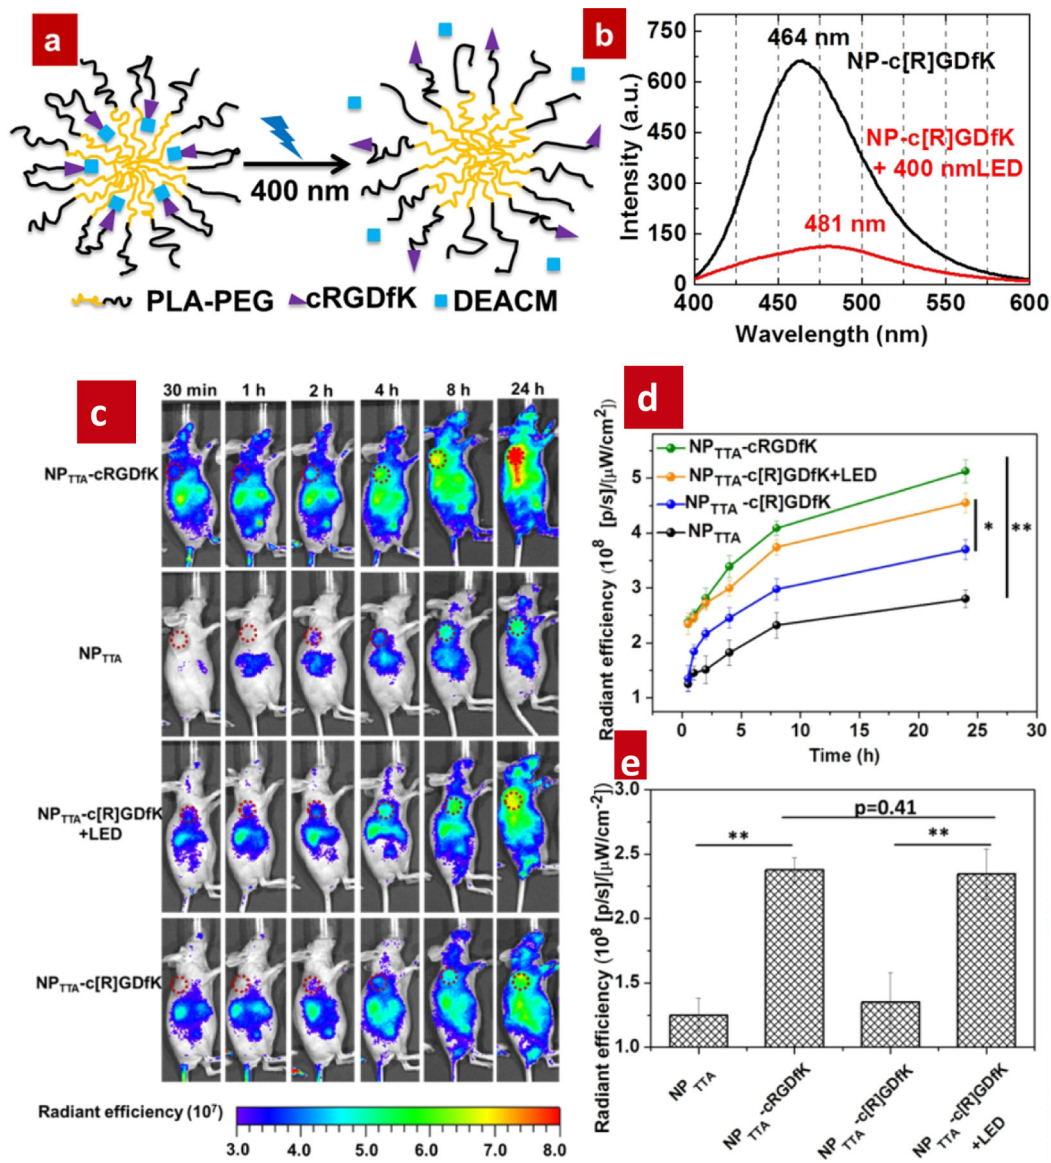 a
400 nm
PLA-PEG
cRGDfK
DEACM
b
Intensity (a.u.)
750
600
450
300
150
0
464 nm
NP-c[R]GDfK
NP-c[R]GDfK
+ 400 nmLED
481 nm
400 450 500 550 600
Wavelength (nm)
c
30 min 1 h 2 h 4 h 8 h 24 h
NPTTA-cRGDfK
NPTTA
NPTTA-c[R]GDfK
+LED
NPTTA-c[R]GDfK
Radiant efficiency (10⁷)
3.0 4.0 5.0 6.0 7.0 8.0
d
Radiant efficiency (10⁸ [p/s]/[µW/cm²])
5
4
3
2
1
NPTTA-cRGDfK
NPTTA-c[R]GDfK+LED
NPTTA -c[R]GDfK
NPTTA
* **
0 5 10 15 20 25 30
Time (h)
e
Radiant efficiency (10⁸ [p/s]/[µW/cm⁻²])
3.0
2.5
2.0
1.5
1.0
p=0.41
** **
NP TTA
NP TTA -cRGDfK
NP TTA -c[R]GDfK
NP TTA -c[R]GDfK
+LED